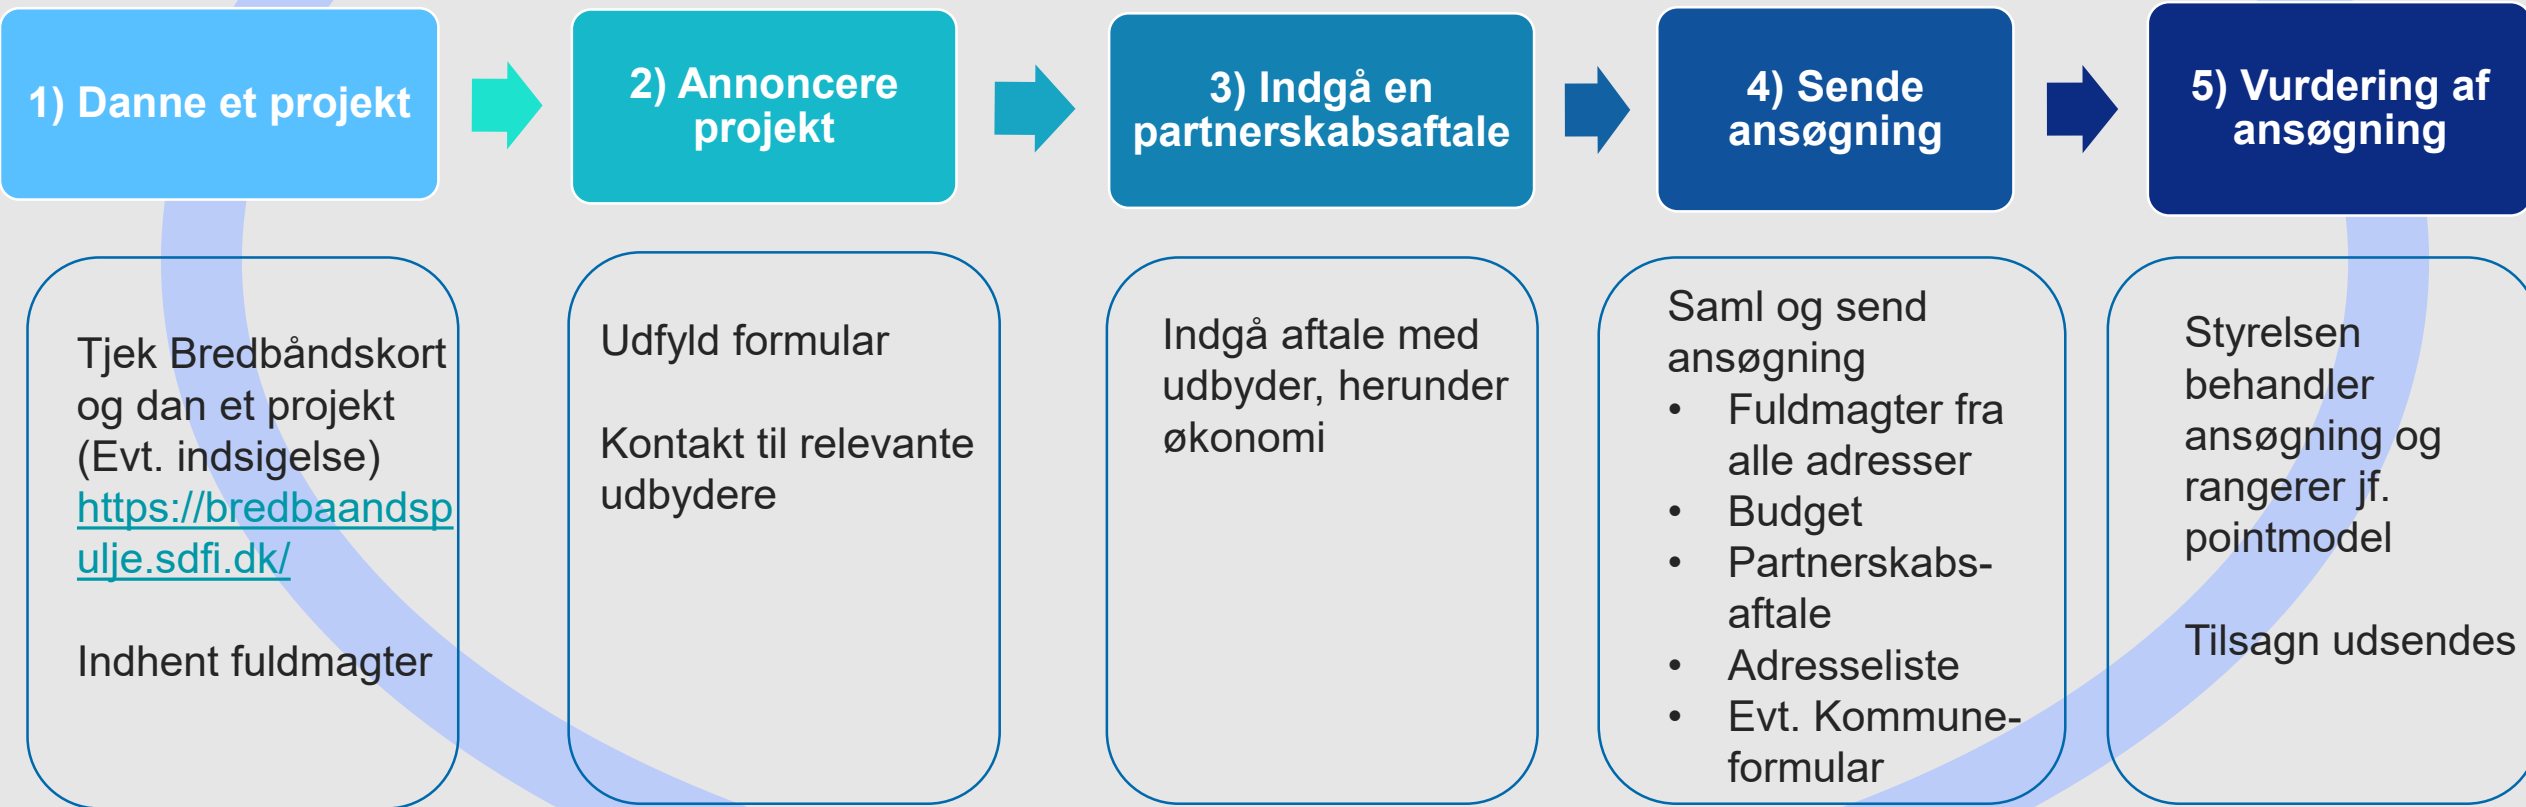 1) Danne et projekt
2) Annoncere
projekt
3) Indgå en
partnerskabsaftale
4) Sende
ansøgning
5) Vurdering af
ansøgning
Tjek Bredbåndskort
og dan et projekt
(Evt. indsigelse)
https://bredbaandsp
ulje.sdfi.dk/
Indhent fuldmagter
Udfyld formular
Kontakt til relevante
udbydere
Indgå aftale med
udbyder, herunder
økonomi
Saml og send
ansøgning
• Fuldmagter fra
alle adresser
• Budget
• Partnerskabs-
aftale
• Adresseliste
• Evt. Kommune-
formular
Styrelsen
behandler
ansøgning og
rangerer jf.
pointmodel
Tilsagn udsendes